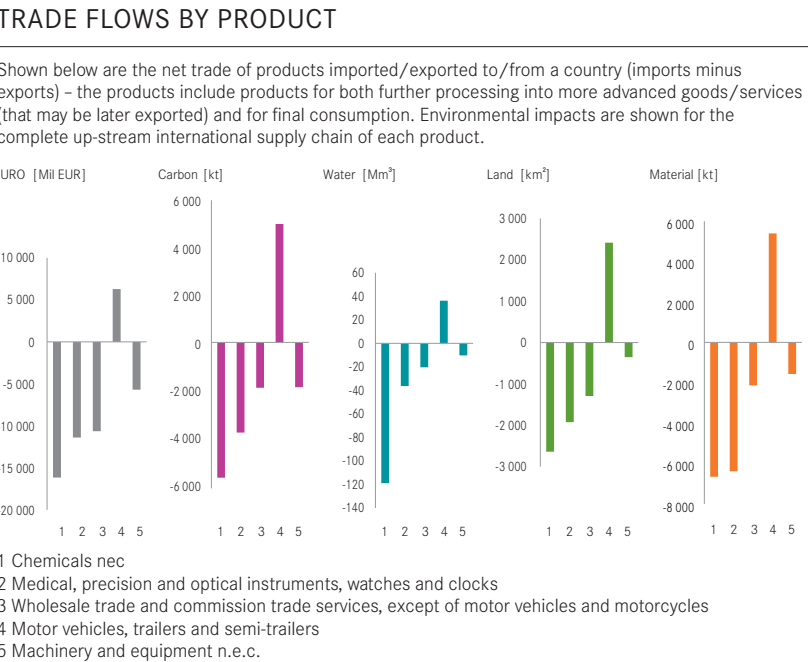 TRADE FLOWS BY PRODUCT
Shown below are the net trade of products imported/exported to/from a country (imports minus
exports) – the products include products for both further processing into more advanced goods/services
(that may be later exported) and for final consumption. Environmental impacts are shown for the
complete up-stream international supply chain of each product.
URO [Mil EUR]
10 000
5 000
0
-5 000
-10 000
-15 000
-20 000
1 2 3 4 5
Carbon [kt]
6 000
4 000
2 000
0
-2 000
-4 000
-6 000
1 2 3 4 5
Water [Mm³]
60
40
20
0
-20
-40
-60
-80
-100
-120
-140
1 2 3 4 5
Land [km²]
3 000
2 000
1 000
0
-1 000
-2 000
-3 000
1 2 3 4 5
Material [kt]
6 000
4 000
2 000
0
-2 000
-4 000
-6 000
-8 000
1 2 3 4 5
1 Chemicals nec
2 Medical, precision and optical instruments, watches and clocks
3 Wholesale trade and commission trade services, except of motor vehicles and motorcycles
4 Motor vehicles, trailers and semi-trailers
5 Machinery and equipment n.e.c.